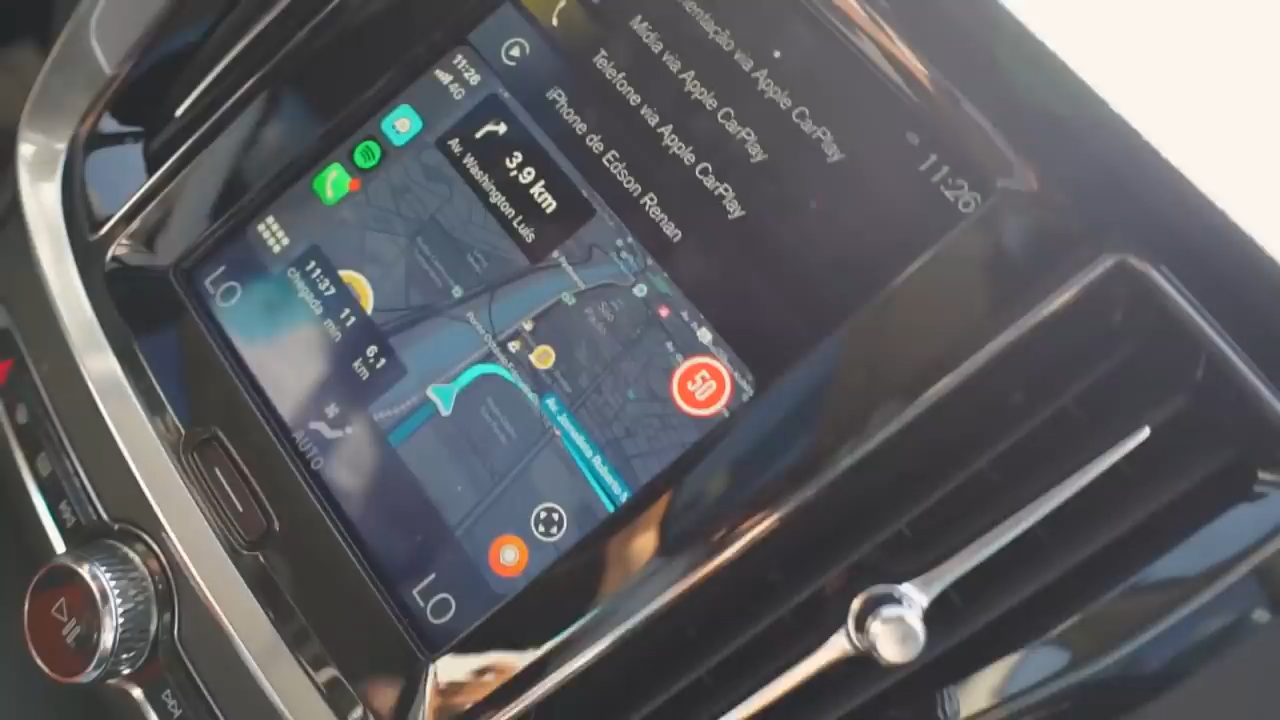 11:26
entação via Apple CarPlay
Mídia via Apple CarPlay
Telefone via Apple CarPlay
iPhone de Edson Renan
11:26
4G
3,9 km
Av. Washington Luís
11:37 11 6,1
chegada min km
50
Av. Jornalista Roberto
LO
AUTO
LO